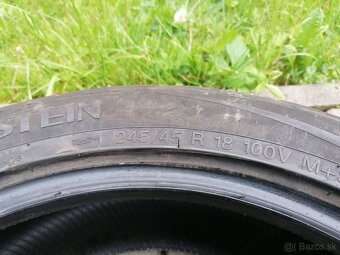 STEIN
245/45 R 18 100V M+S
Bazos.sk